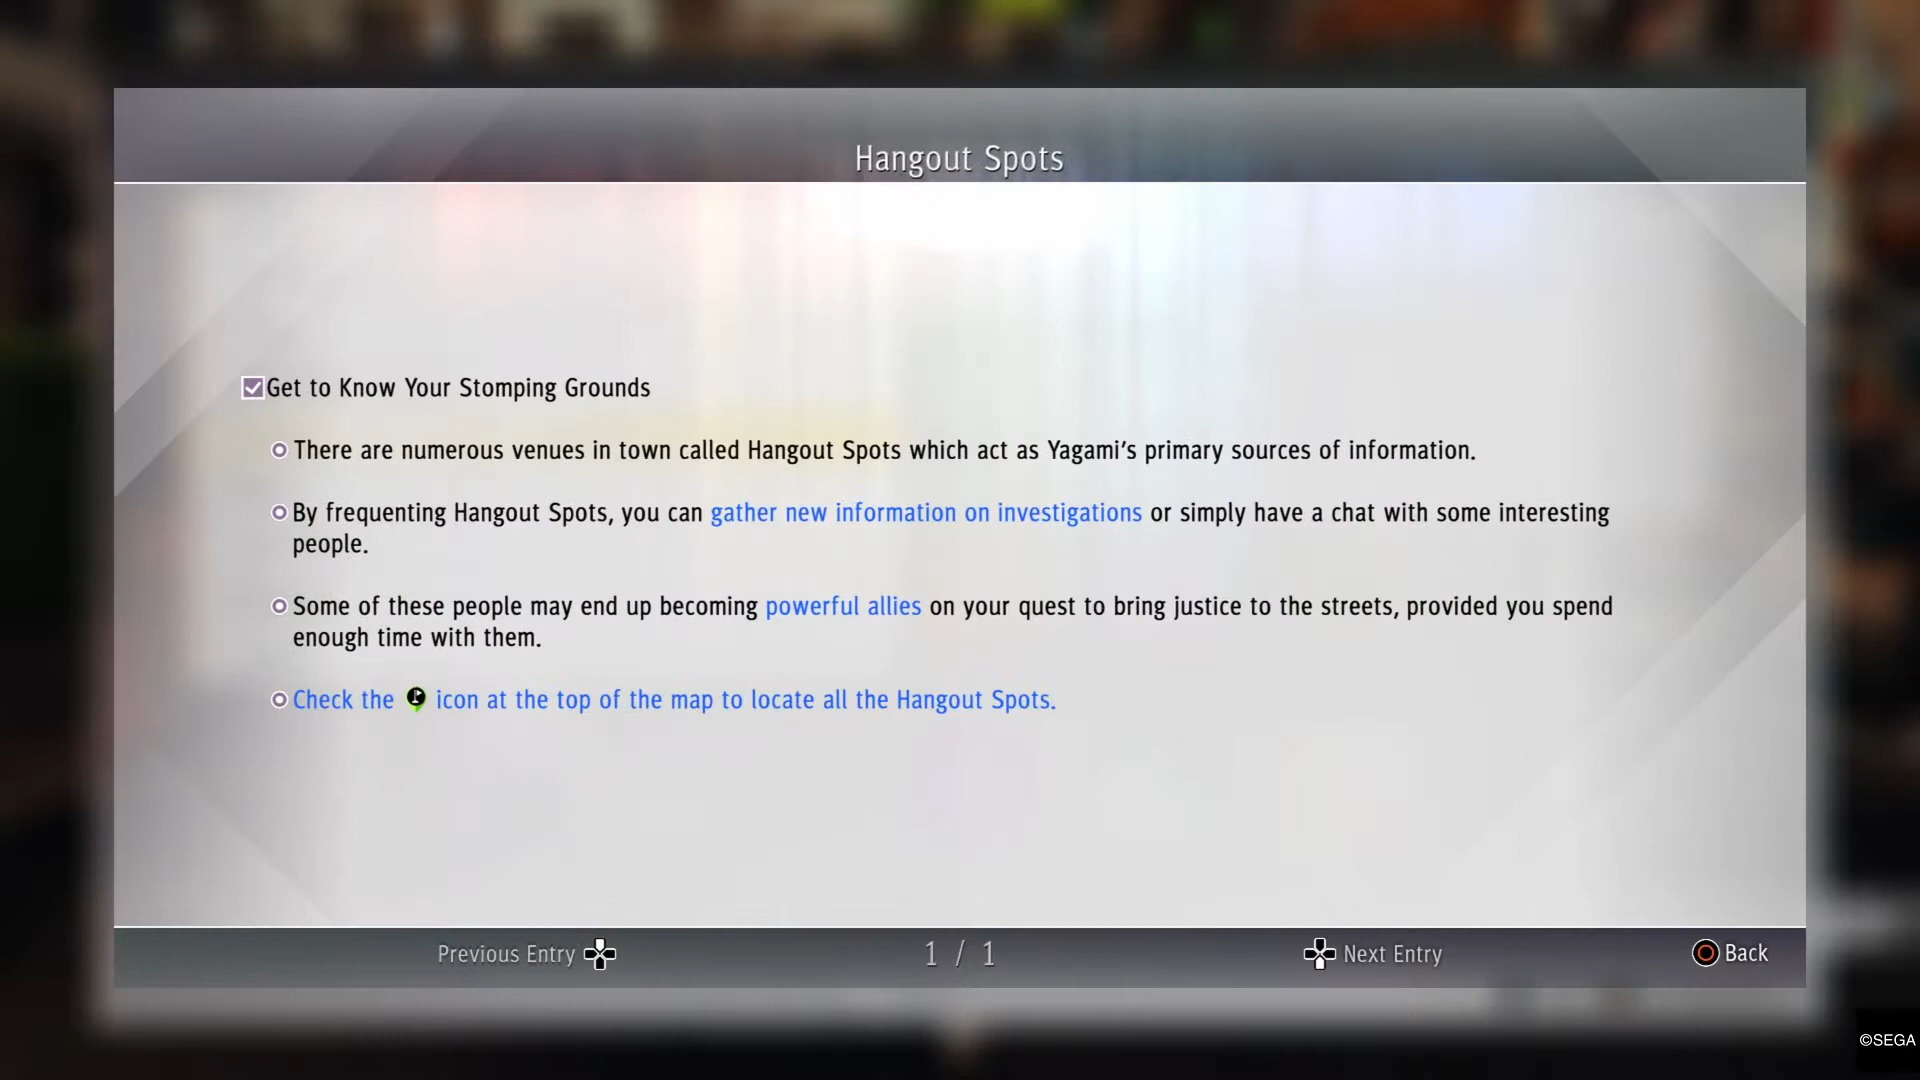 Hangout Spots
Get to Know Your Stomping Grounds
There are numerous venues in town called Hangout Spots which act as Yagami's primary sources of information.
By frequenting Hangout Spots, you can gather new information on investigations or simply have a chat with some interesting
people.
Some of these people may end up becoming powerful allies on your quest to bring justice to the streets, provided you spend
enough time with them.
Check the icon at the top of the map to locate all the Hangout Spots.
Previous Entry 1 / 1 Next Entry Back
©SEGA